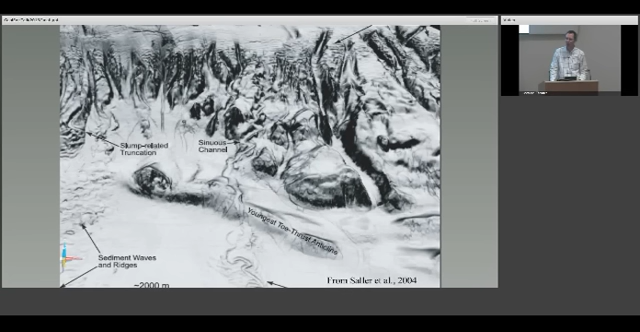 Slump-related
Truncation
Sinuous
Channel
Youngest Toe-Thrust Anticline
Sediment Waves
and Ridges
~2000 m
From Saller et al., 2004
Video